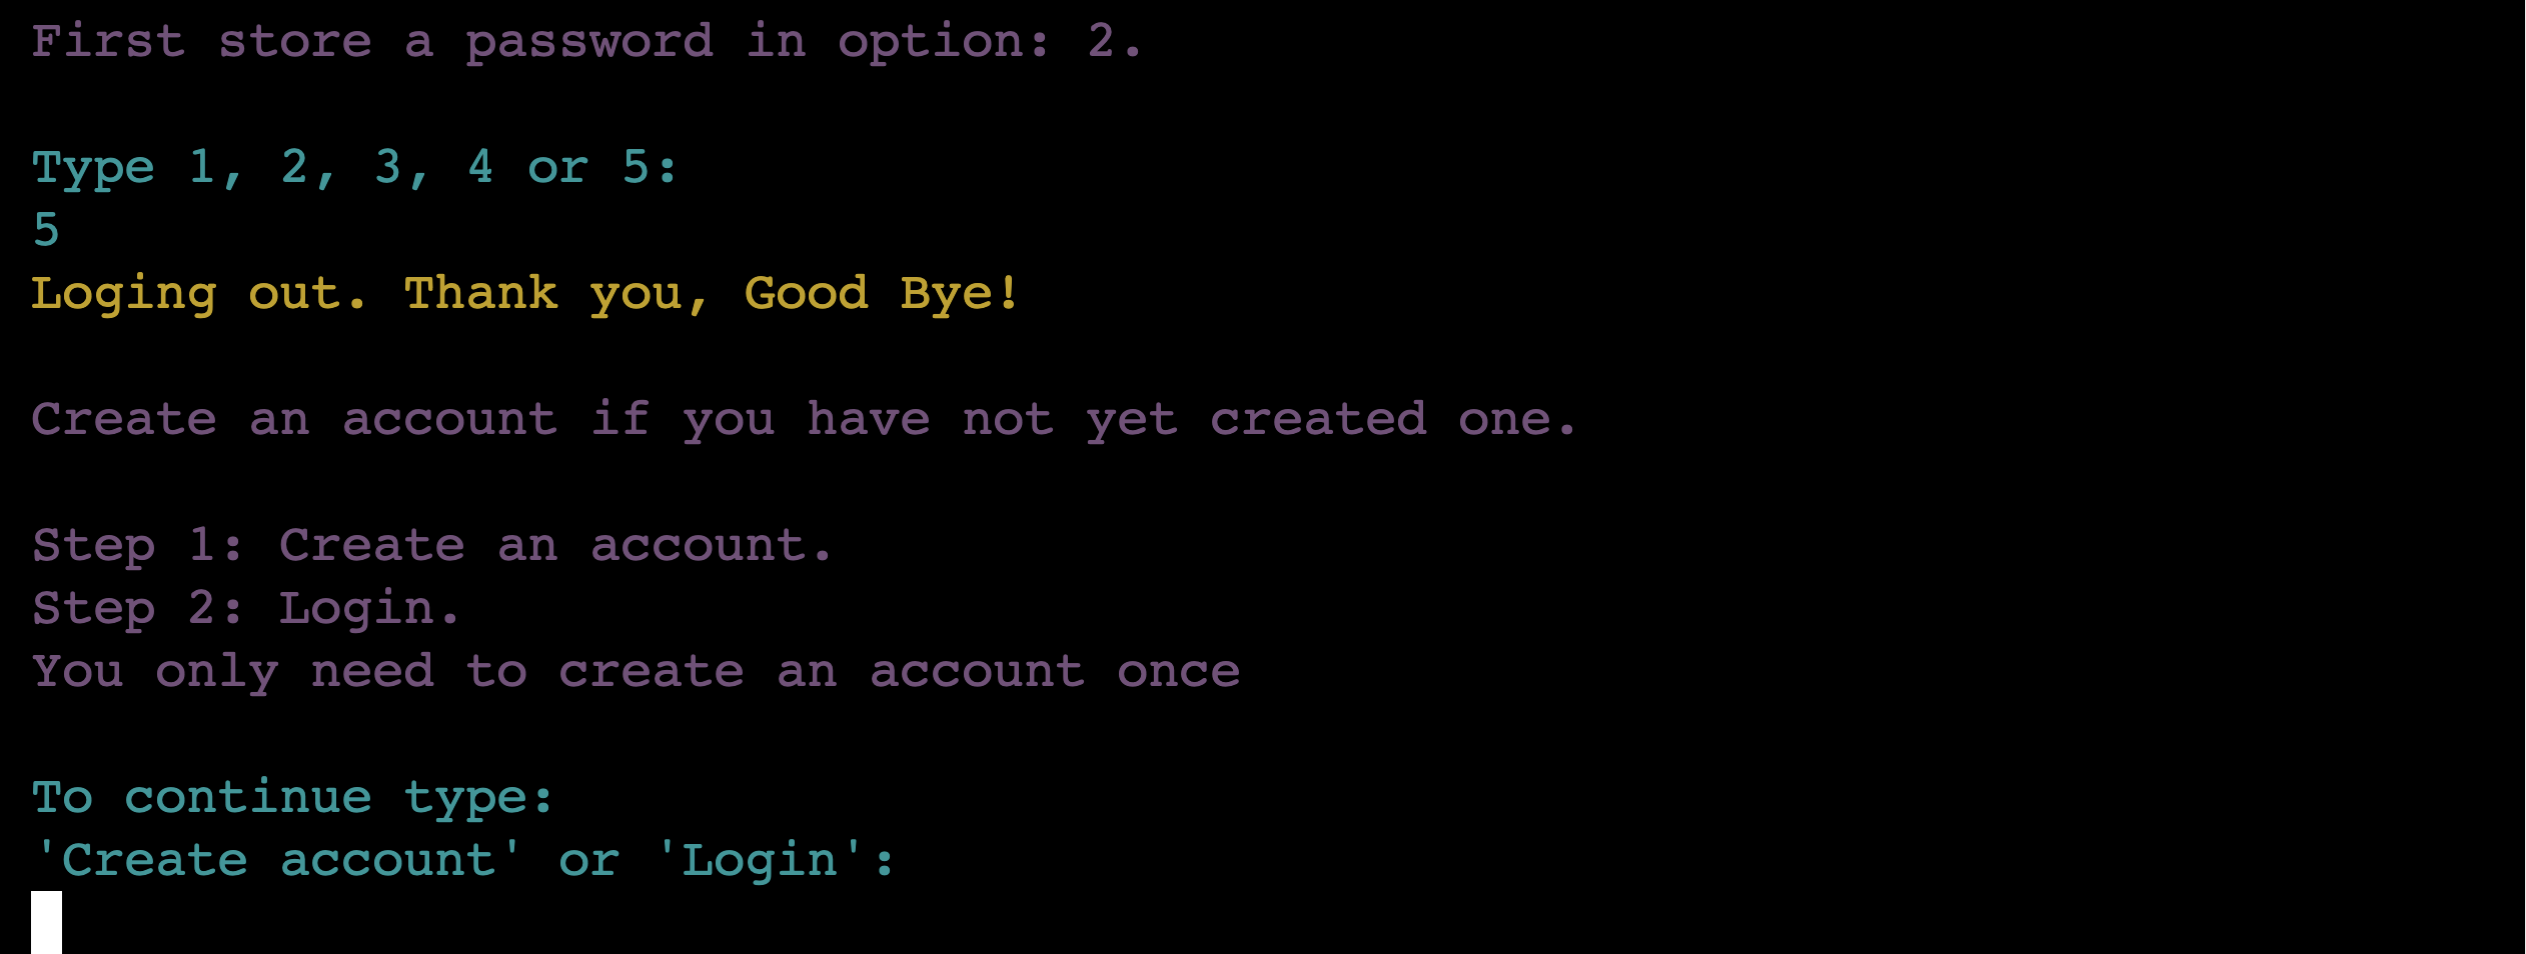 First store a password in option: 2.
Type 1, 2, 3, 4 or 5:
5
Loging out. Thank you, Good Bye!
Create an account if you have not yet created one.
Step 1: Create an account.
Step 2: Login.
You only need to create an account once
To continue type:
'Create account' or 'Login':